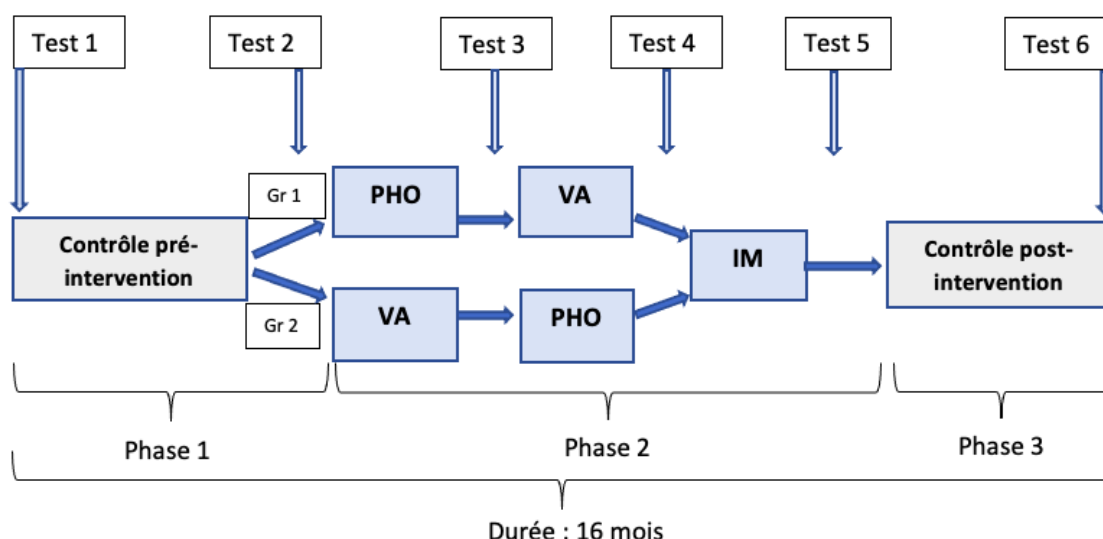 Test 1
Test 2
Test 3
Test 4
Test 5
Test 6
Gr 1
PHO
VA
Contrôle pré-
intervention
IM
Contrôle post-
intervention
Gr 2
VA
PHO
Phase 1
Phase 2
Phase 3
Durée : 16 mois